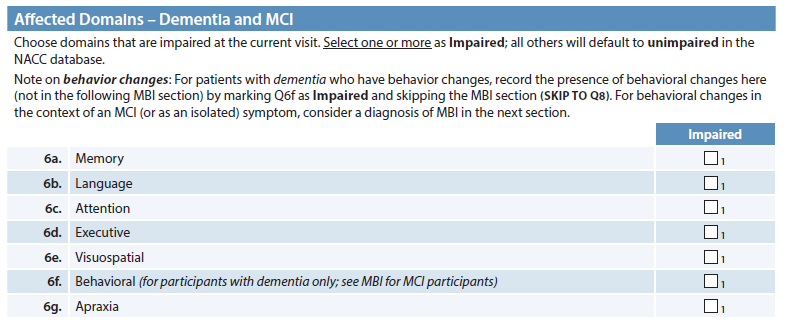 Affected Domains – Dementia and MCI
Choose domains that are impaired at the current visit. Select one or more as Impaired; all others will default to unimpaired in the
NACC database.
Note on behavior changes: For patients with dementia who have behavior changes, record the presence of behavioral changes here
(not in the following MBI section) by marking Q6f as Impaired and skipping the MBI section (SKIP TO Q8). For behavioral changes in
the context of an MCI (or as an isolated) symptom, consider a diagnosis of MBI in the next section.
Impaired
6a. Memory 1
6b. Language 1
6c. Attention 1
6d. Executive 1
6e. Visuospatial 1
6f. Behavioral (for participants with dementia only; see MBI for MCI participants) 1
6g. Apraxia 1